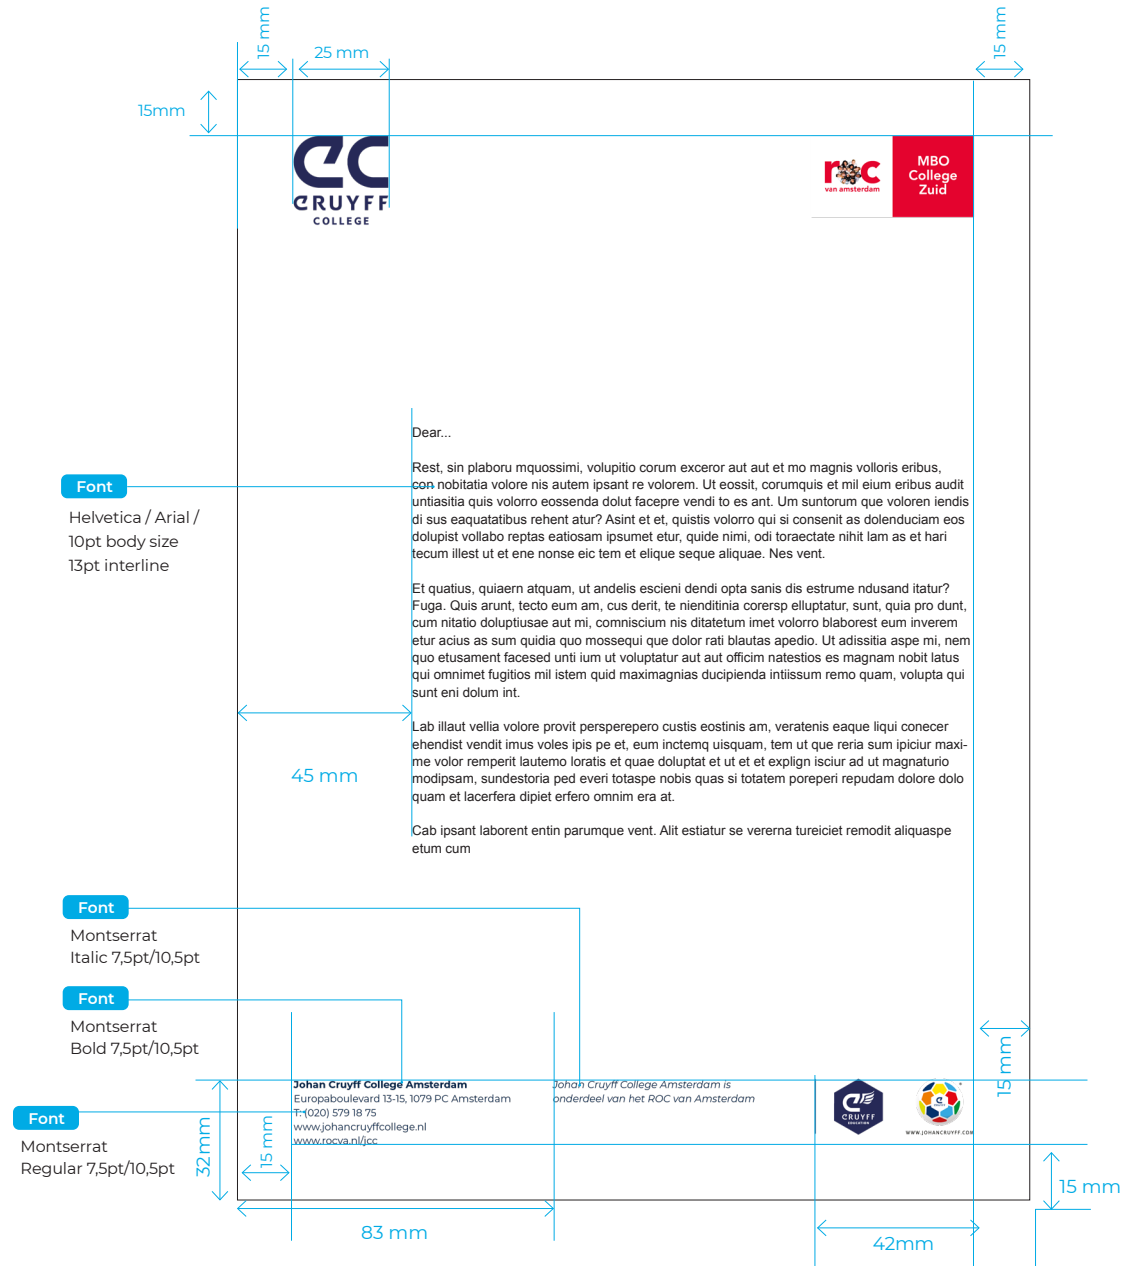 15 mm
25 mm
15 mm
15mm
CRUYFF
COLLEGE
roc
van amsterdam
MBO
College
Zuid
Dear...
Rest, sin plaboru mquossimi, volupitio corum exceror aut aut et mo magnis volloris eribus,
con nobitatia volore nis autem ipsant re volorem. Ut eossit, corumquis et mil eium eribus audit
untiasitia quis volorro eossenda dolut facepre vendi to es ant. Um suntorum que voloren iendis
di sus eaquatatibus rehent atur? Asint et et, quistis volorro qui si consenit as dolenduciam eos
dolupist vollabo reptas eatiosam ipsumet etur, quide nimi, odi toraectate nihit lam as et hari
tecum illest ut et ene nonse eic tem et elique seque aliquae. Nes vent.
Font
Helvetica / Arial /
10pt body size
13pt interline
Et quatius, quiaern atquam, ut andelis escieni dendi opta sanis dis estrume ndusand itatur?
Fuga. Quis arunt, tecto eum am, cus derit, te nienditinia corersp elluptatur, sunt, quia pro dunt,
cum nitatio doluptiusae aut mi, comniscium nis ditatetum imet volorro blaborest eum inverem
etur acius as sum quidia quo mossequi que dolor rati blautas apedio. Ut adissitia aspe mi, nem
quo etusament facesed unti ium ut voluptatur aut aut officim natestios es magnam nobit latus
qui omnimet fugitios mil istem quid maximagnias ducipienda intiissum remo quam, volupta qui
sunt eni dolum int.
Lab illaut vellia volore provit persperepero custis eostinis am, veratenis eaque liqui conecer
ehendist vendit imus voles ipis pe et, eum inctemq uisquam, tem ut que reria sum ipiciur maxi-
me volor remperit lautemo loratis et quae doluptat et ut et et explign isciur ad ut magnaturio
modipsam, sundestoria ped everi totaspe nobis quas si totatem poreperi repudam dolore dolo
quam et lacerfera dipiet erfero omnim era at.
45 mm
Cab ipsant laborent entin parumque vent. Alit estiatur se vererna tureiciet remodit aliquaspe
etum cum
Font
Montserrat
Italic 7,5pt/10,5pt
Font
Montserrat
Bold 7,5pt/10,5pt
Font
Montserrat
Regular 7,5pt/10,5pt
32mm
15 mm
Johan Cruyff College Amsterdam
Europaboulevard 13-15, 1079 PC Amsterdam
T: (020) 579 18 75
www.johancruyffcollege.nl
www.rocva.nl/jcc
Johan Cruyff College Amsterdam is
onderdeel van het ROC van Amsterdam
CRUYFF
EDUCATION
WWW.JOHANCRUYFF.COM
15 mm
15 mm
83 mm
42mm